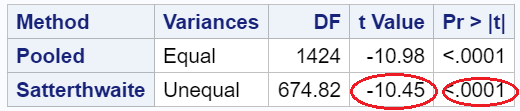 Method Variances DF t Value Pr > |t|
Pooled Equal 1424 -10.98 <.0001
Satterthwaite Unequal 674.82 -10.45 <.0001